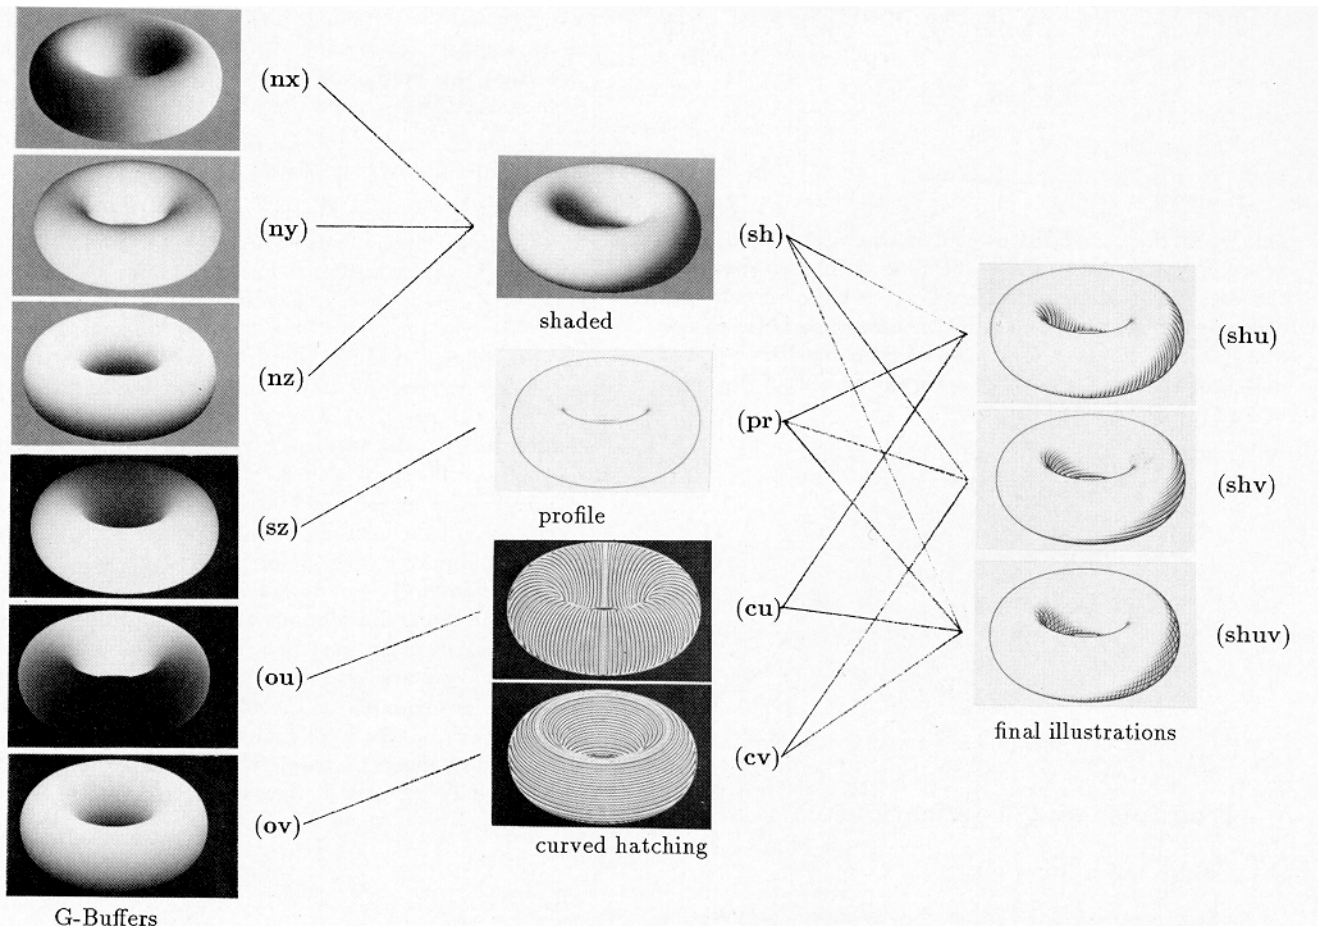 (nx)
(ny)
(nz)
(sz)
(ou)
(ov)
G-Buffers
shaded
profile
curved hatching
(sh)
(pr)
(cu)
(cv)
(shu)
(shv)
(shuv)
final illustrations